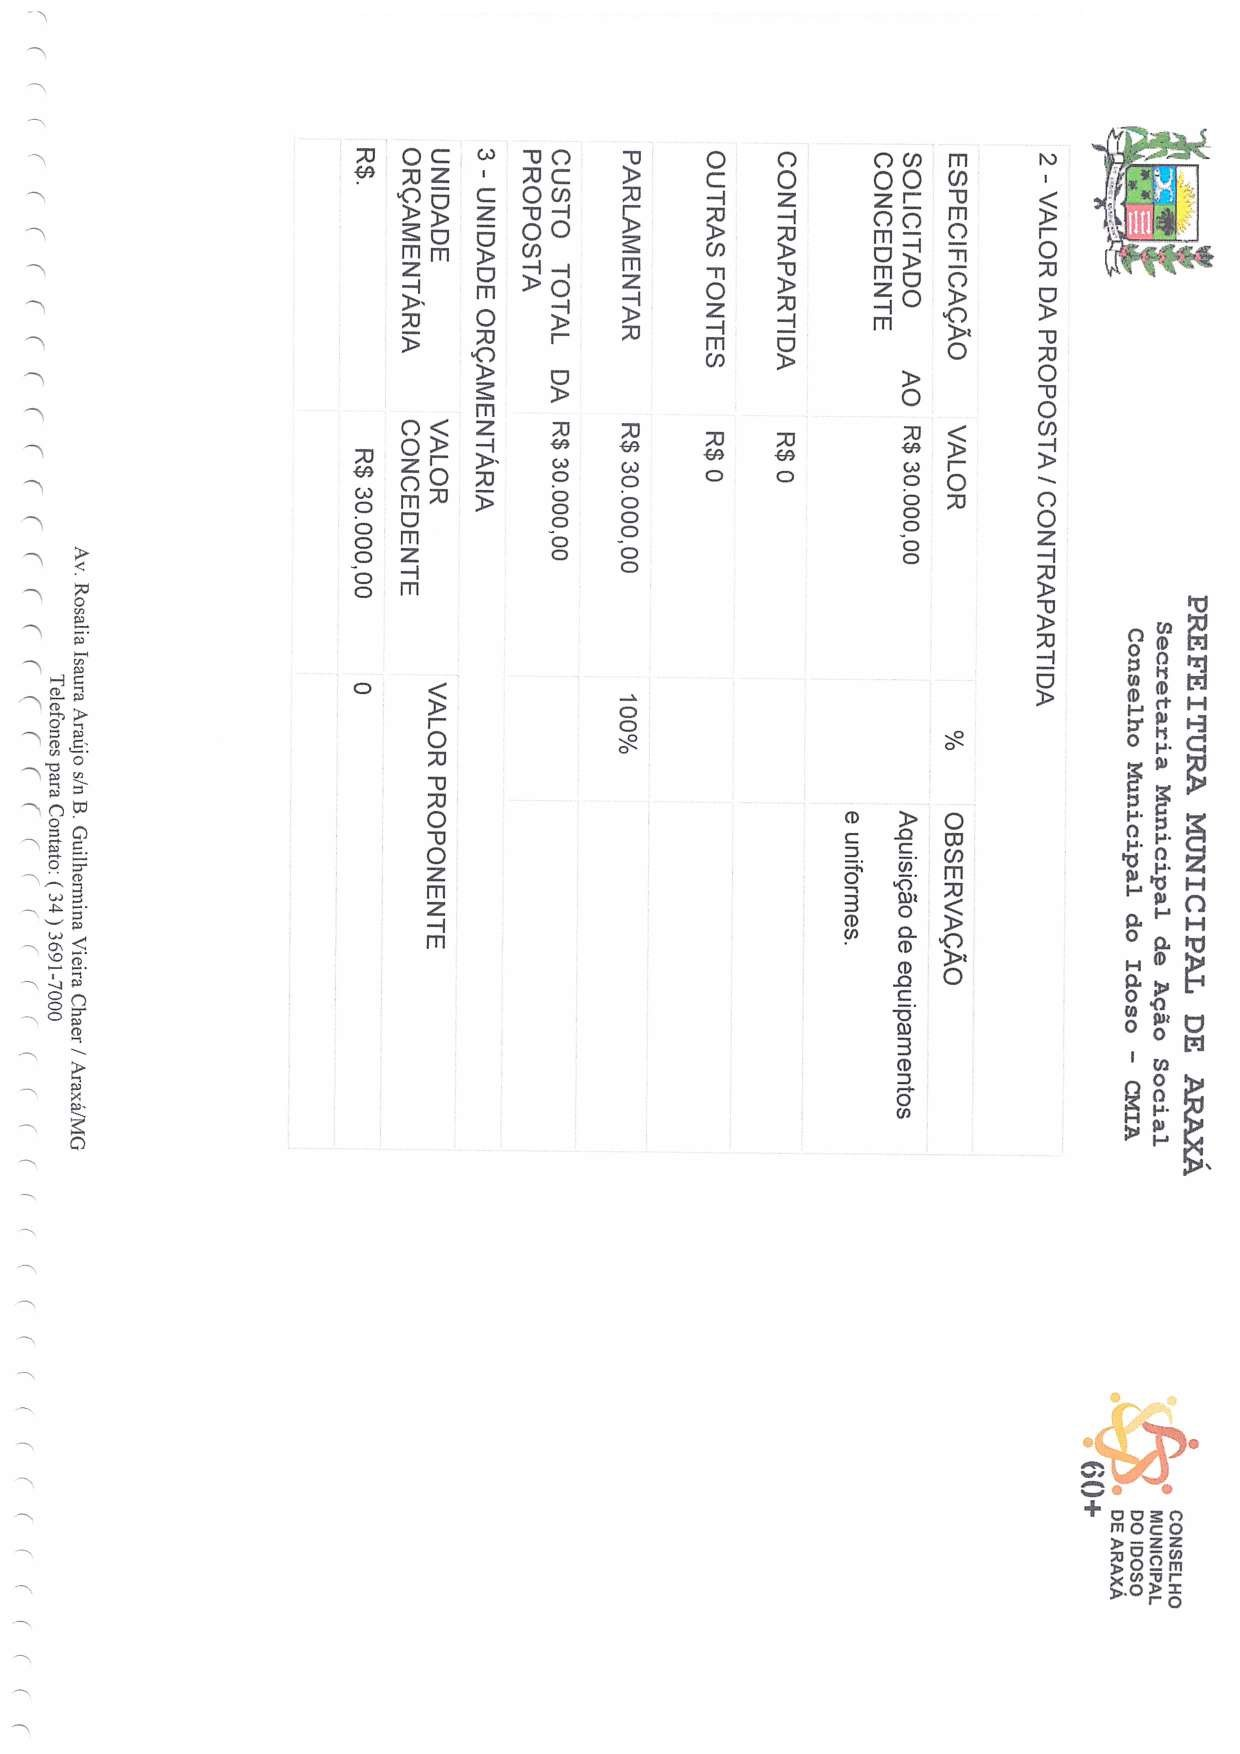 PREFEITURA MUNICIPAL DE ARAXÁ
Secretaria Municipal de Ação Social
Conselho Municipal do Idoso - CMIA
60+
CONSELHO
MUNICIPAL
DO IDOSO
DE ARAXÁ
2 - VALOR DA PROPOSTA / CONTRAPARTIDA
ESPECIFICAÇÃO VALOR % OBSERVAÇÃO
SOLICITADO AO R$ 30.000,00 Aquisição de equipamentos
CONCEDENTE e uniformes.
CONTRAPARTIDA R$ 0
OUTRAS FONTES R$ 0
PARLAMENTAR R$ 30.000,00 100%
CUSTO TOTAL DA R$ 30.000,00
PROPOSTA
3 - UNIDADE ORÇAMENTÁRIA
UNIDADE VALOR VALOR PROPONENTE
ORÇAMENTÁRIA CONCEDENTE
R$. R$ 30.000,00 0
Av. Rosalia Isaura Araújo s/n B. Guilhermina Vieira Chaer / Araxá/MG
Telefones para Contato: ( 34 ) 3691-7000